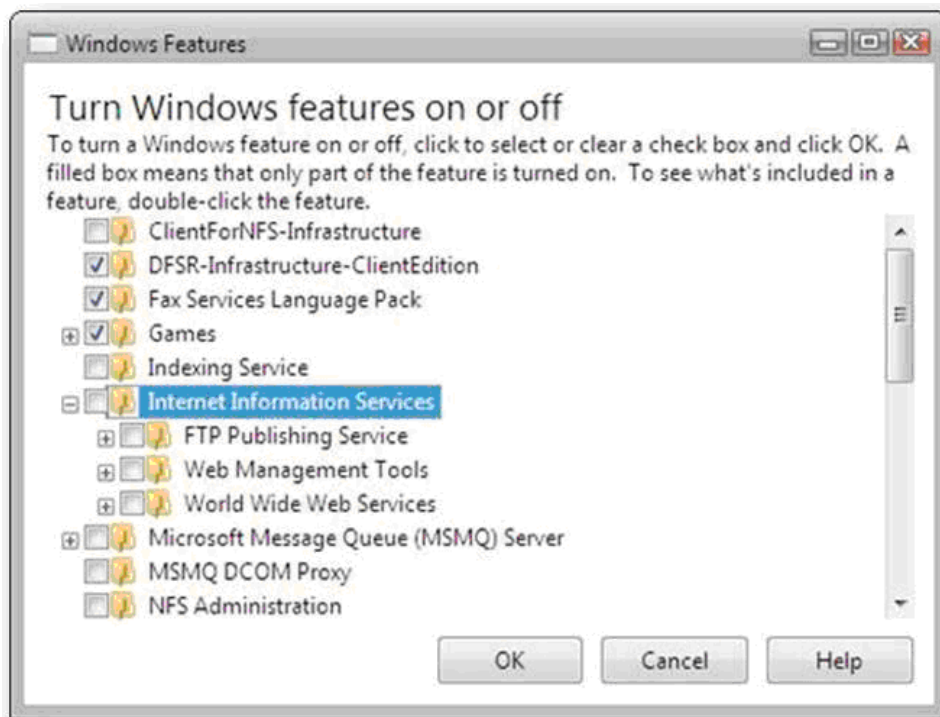 Windows Features
Turn Windows features on or off
To turn a Windows feature on or off, click to select or clear a check box and click OK. A
filled box means that only part of the feature is turned on. To see what's included in a
feature, double-click the feature.
ClientForNFS-Infrastructure
DFSR-Infrastructure-ClientEdition
Fax Services Language Pack
Games
Indexing Service
Internet Information Services
FTP Publishing Service
Web Management Tools
World Wide Web Services
Microsoft Message Queue (MSMQ) Server
MSMQ DCOM Proxy
NFS Administration
OK Cancel Help